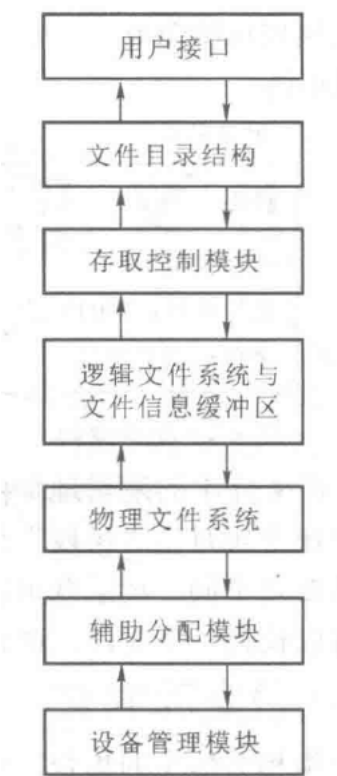 用户接口
文件目录结构
存取控制模块
逻辑文件系统与
文件信息缓冲区
物理文件系统
辅助分配模块
设备管理模块